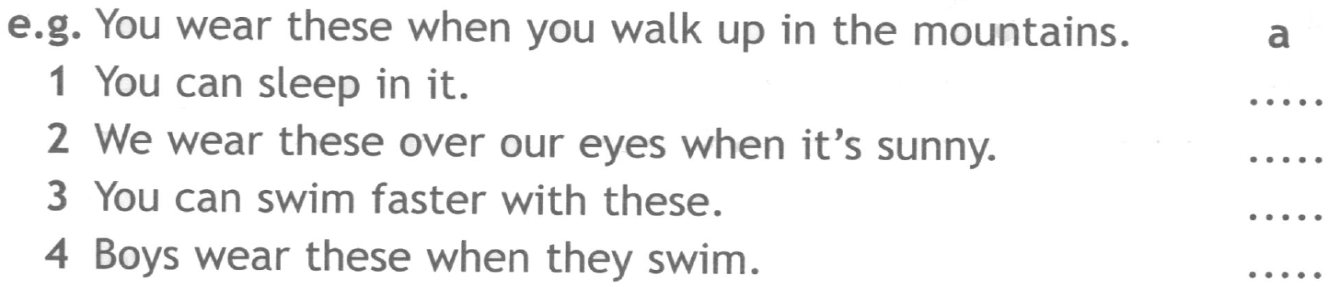 e.g. You wear these when you walk up in the mountains. a
1 You can sleep in it. .....
2 We wear these over our eyes when it's sunny. .....
3 You can swim faster with these. .....
4 Boys wear these when they swim. .....